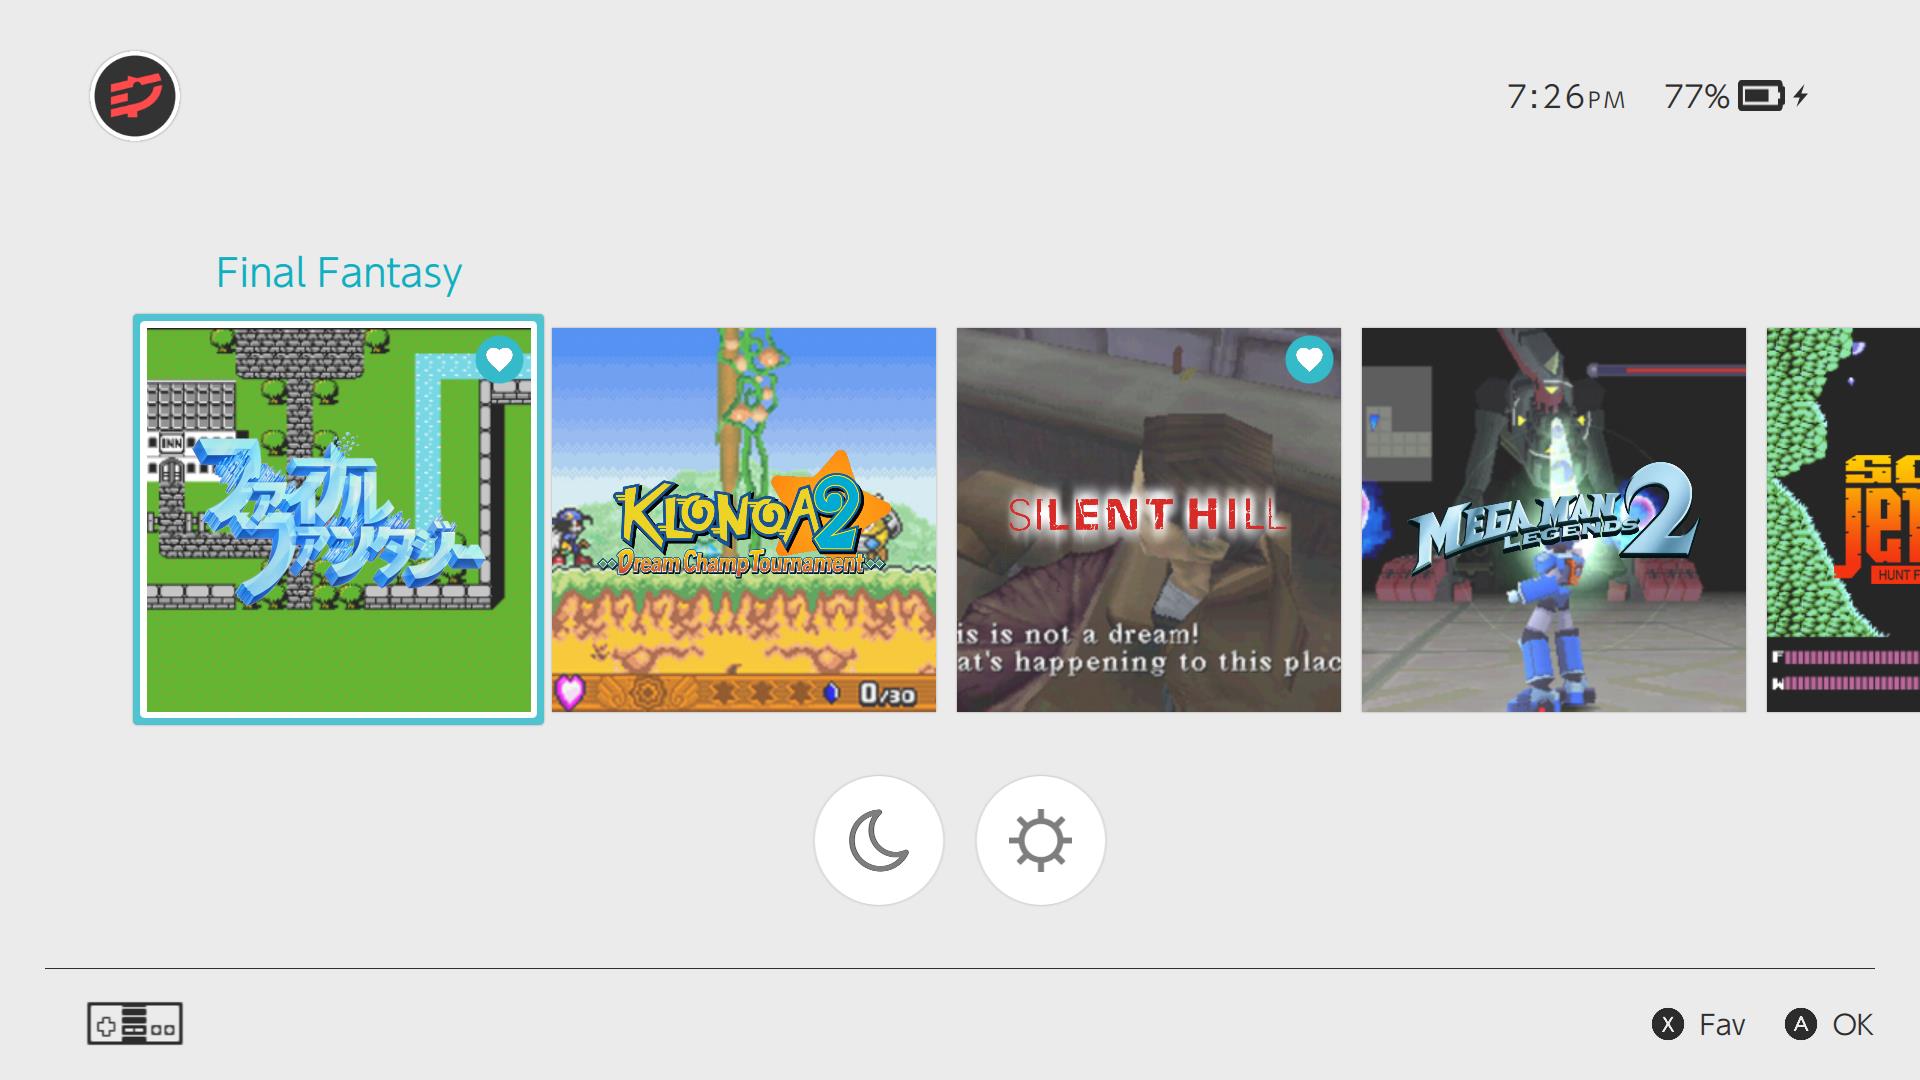 7:26PM 77%
Final Fantasy
INN
ファイナル
ファンタジー
KLONOA 2
Dream Champ Tournament
0/30
SILENT HILL
is is not a dream!
at's happening to this plac
MEGA MAN
LEGENDS 2
HUNT F
F
W
X Fav A OK